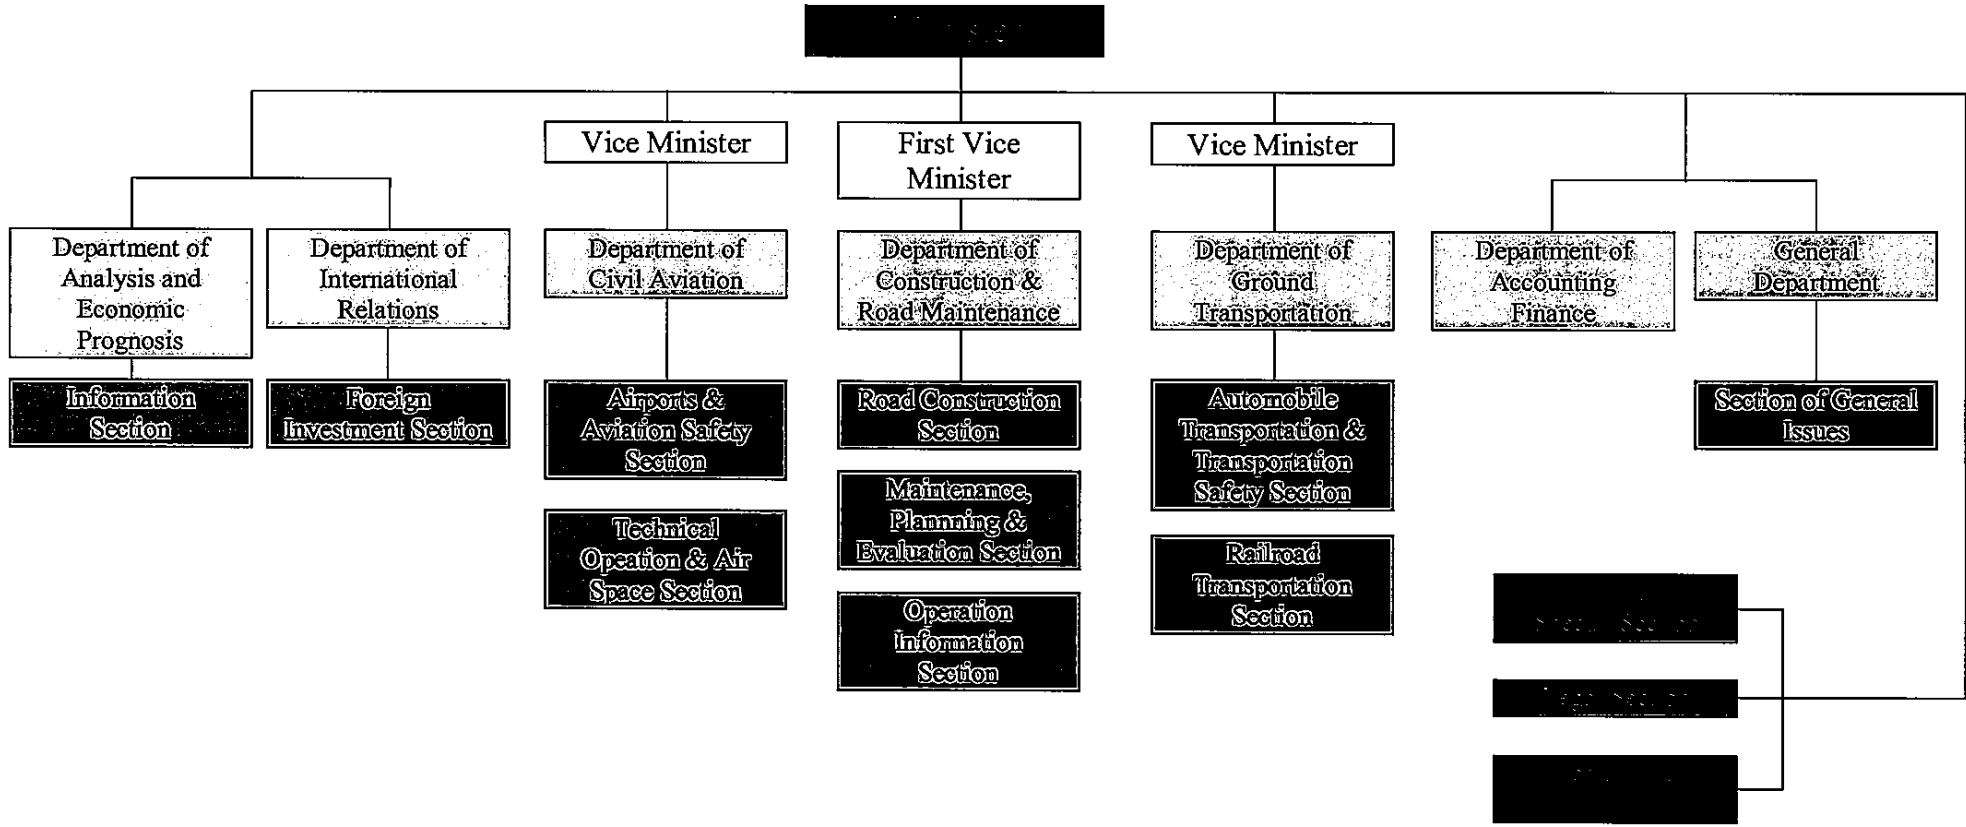 Vice Minister
First Vice
Minister
Vice Minister
Department of
Analysis and
Economic
Prognosis
Department of
International
Relations
Department of
Civil Aviation
Department of
Construction &
Road Maintenance
Department of
Ground
Transportation
Department of
Accounting
Finance
General
Department
Information
Section
Foreign
Investment Section
Airports &
Aviation Safety
Section
Road Construction
Section
Automobile
Transportation &
Transportation
Safety Section
Section of General
Issues
Technical
Opeation & Air
Space Section
Maintenance,
Plannning &
Evaluation Section
Railroad
Transportation
Section
Operation
Information
Section